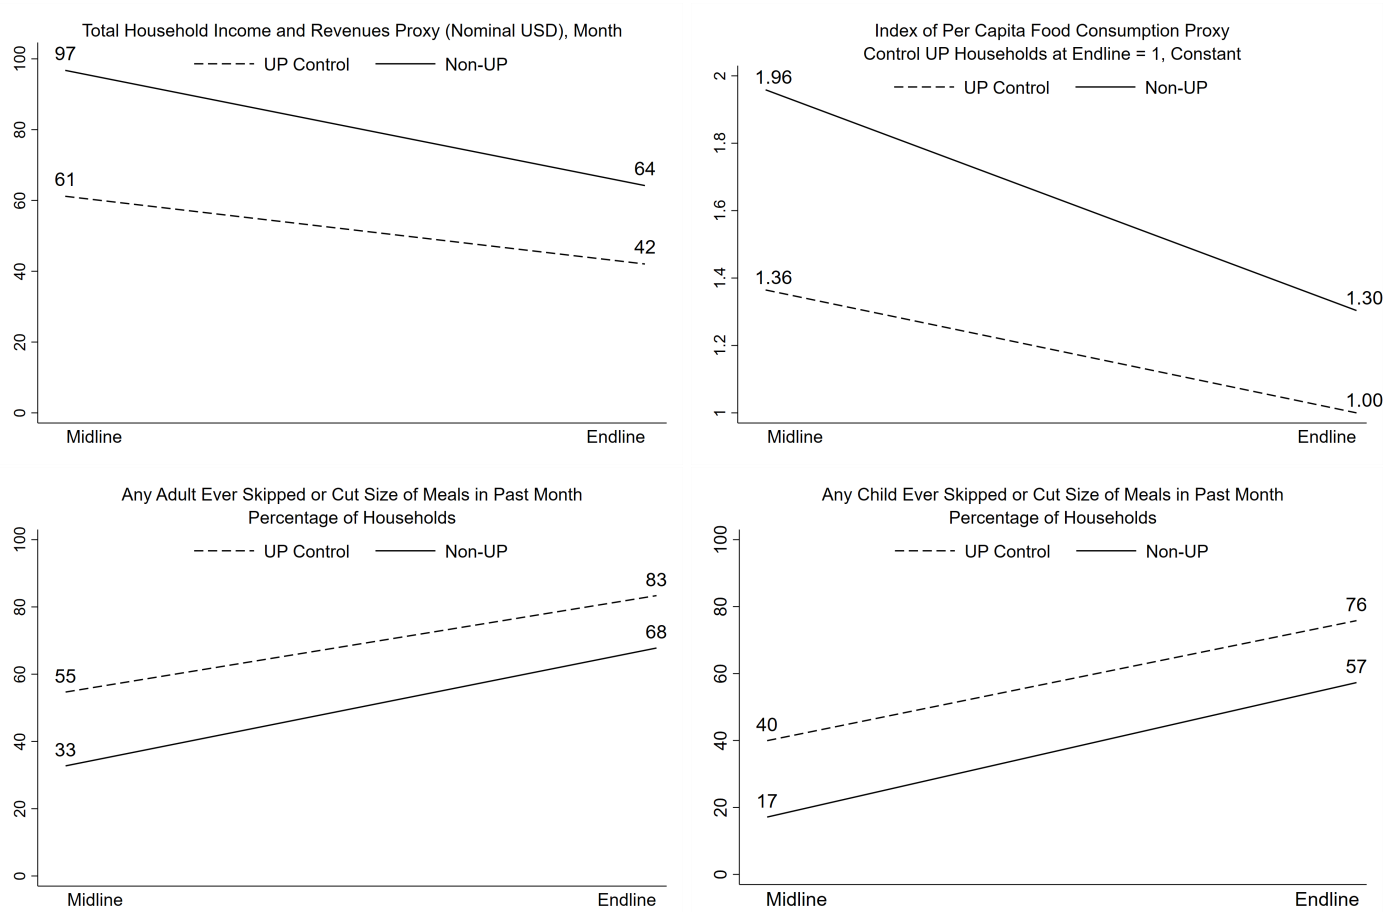 Total Household Income and Revenues Proxy (Nominal USD), Month
UP Control Non-UP
100
80
60
40
20
0
97
64
61
42
Midline Endline
Index of Per Capita Food Consumption Proxy
Control UP Households at Endline = 1, Constant
UP Control Non-UP
2
1.8
1.6
1.4
1.2
1
1.96
1.36
1.30
1.00
Midline Endline
Any Adult Ever Skipped or Cut Size of Meals in Past Month
Percentage of Households
UP Control Non-UP
100
80
60
40
20
0
83
68
55
33
Midline Endline
Any Child Ever Skipped or Cut Size of Meals in Past Month
Percentage of Households
UP Control Non-UP
100
80
60
40
20
0
76
57
40
17
Midline Endline